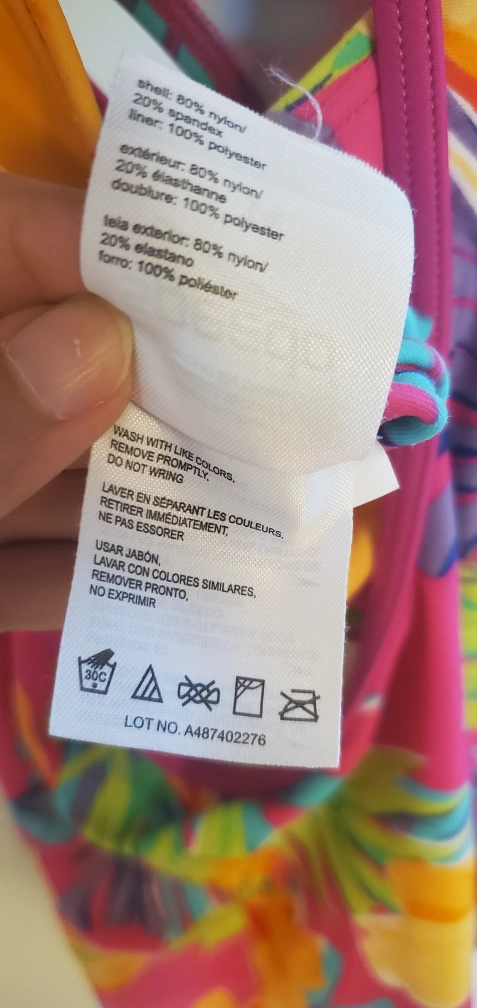 shell: 80% nylon/
20% spandex
liner: 100% polyester
extérieur: 80% nylon/
20% élasthanne
doublure: 100% polyester
tela exterior: 80% nylon/
20% elastano
forro: 100% poliéster
WASH WITH LIKE COLORS,
REMOVE PROMPTLY,
DO NOT WRING
LAVER EN SÉPARANT LES COULEURS.
RETIRER IMMÉDIATEMENT,
NE PAS ESSORER
USAR JABÓN,
LAVAR CON COLORES SIMILARES,
REMOVER PRONTO,
NO EXPRIMIR
30C
LOT NO. A487402276